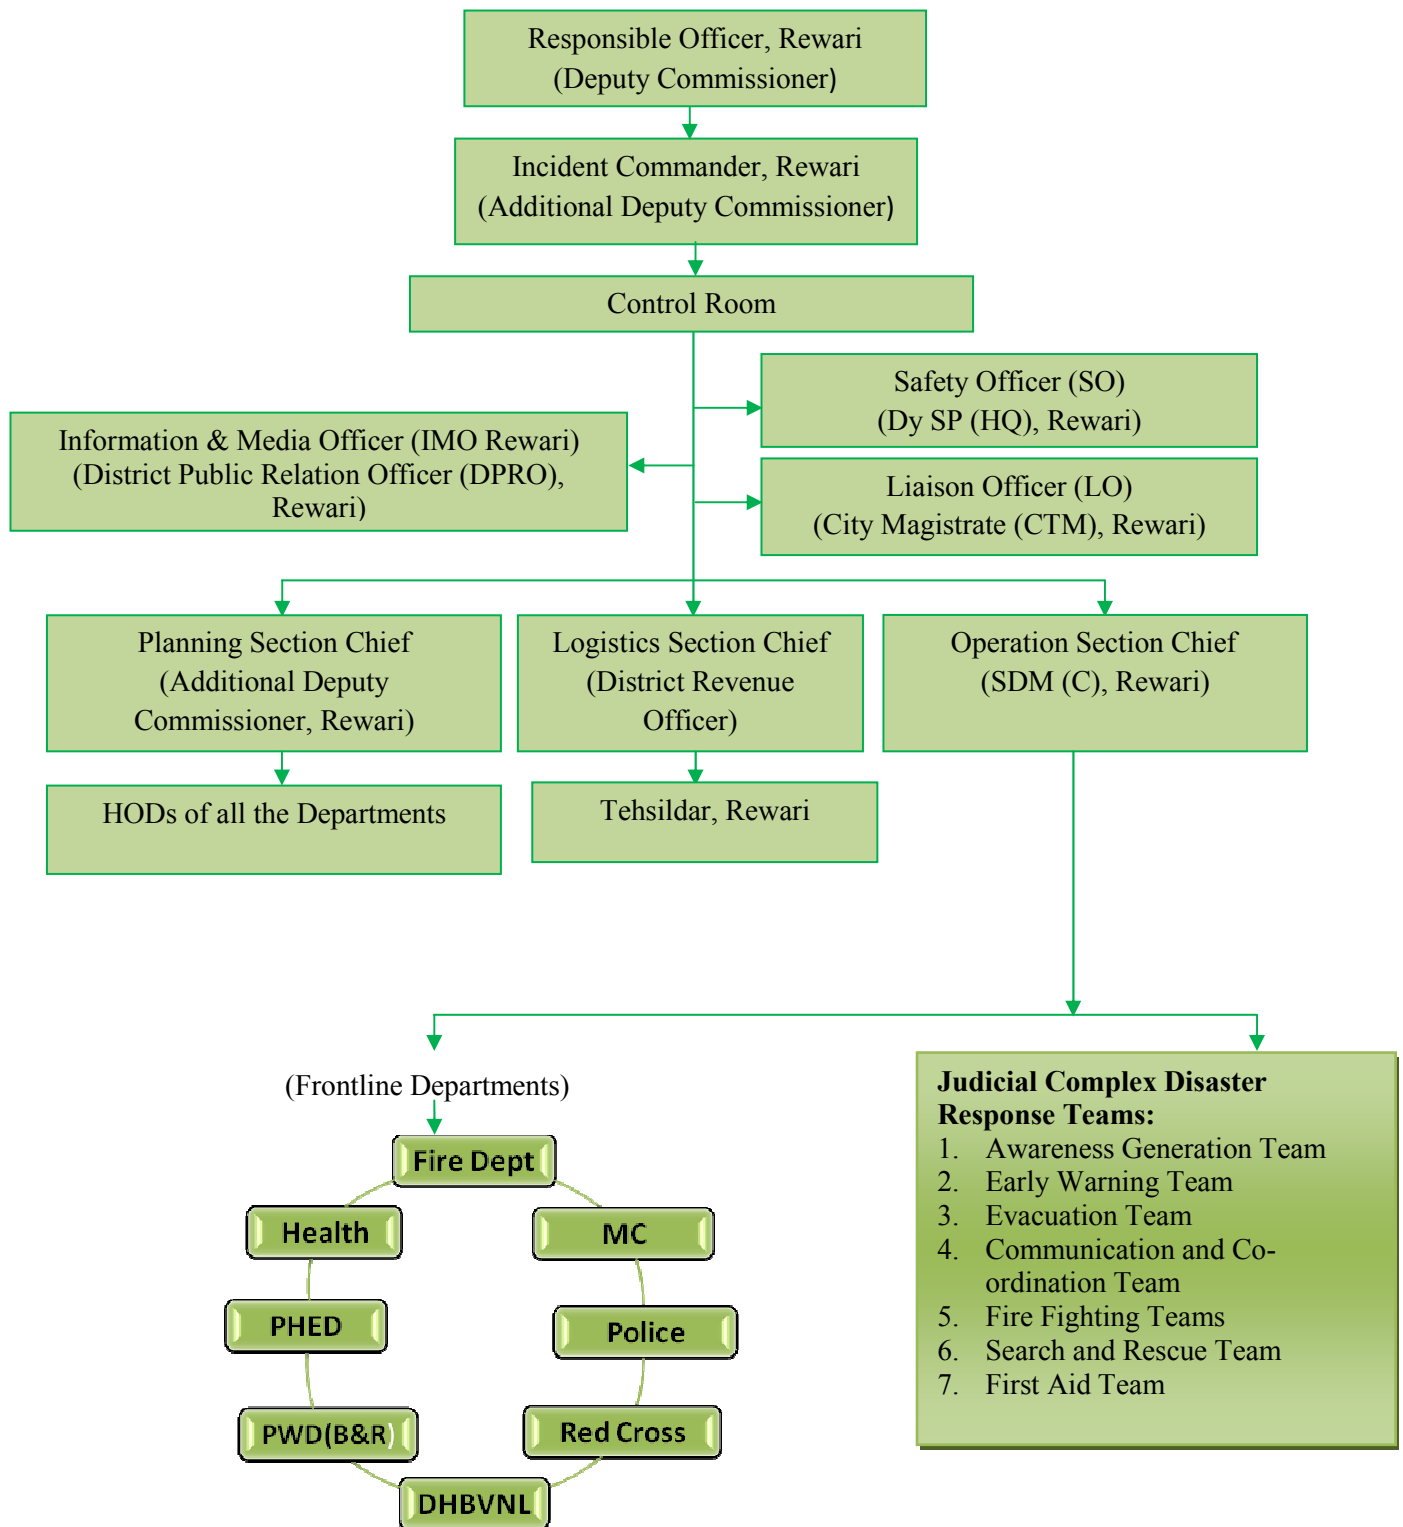 Responsible Officer, Rewari
(Deputy Commissioner)
Incident Commander, Rewari
(Additional Deputy Commissioner)
Control Room
Safety Officer (SO)
(Dy SP (HQ), Rewari)
Information & Media Officer (IMO Rewari)
(District Public Relation Officer (DPRO),
Rewari)
Liaison Officer (LO)
(City Magistrate (CTM), Rewari)
Planning Section Chief
(Additional Deputy
Commissioner, Rewari)
Logistics Section Chief
(District Revenue
Officer)
Operation Section Chief
(SDM (C), Rewari)
HODs of all the Departments
Tehsildar, Rewari
(Frontline Departments)
Fire Dept
Health
MC
PHED
Police
PWD(B&R)
Red Cross
DHBVNL
Judicial Complex Disaster
Response Teams:
1. Awareness Generation Team
2. Early Warning Team
3. Evacuation Team
4. Communication and Co-
ordination Team
5. Fire Fighting Teams
6. Search and Rescue Team
7. First Aid Team